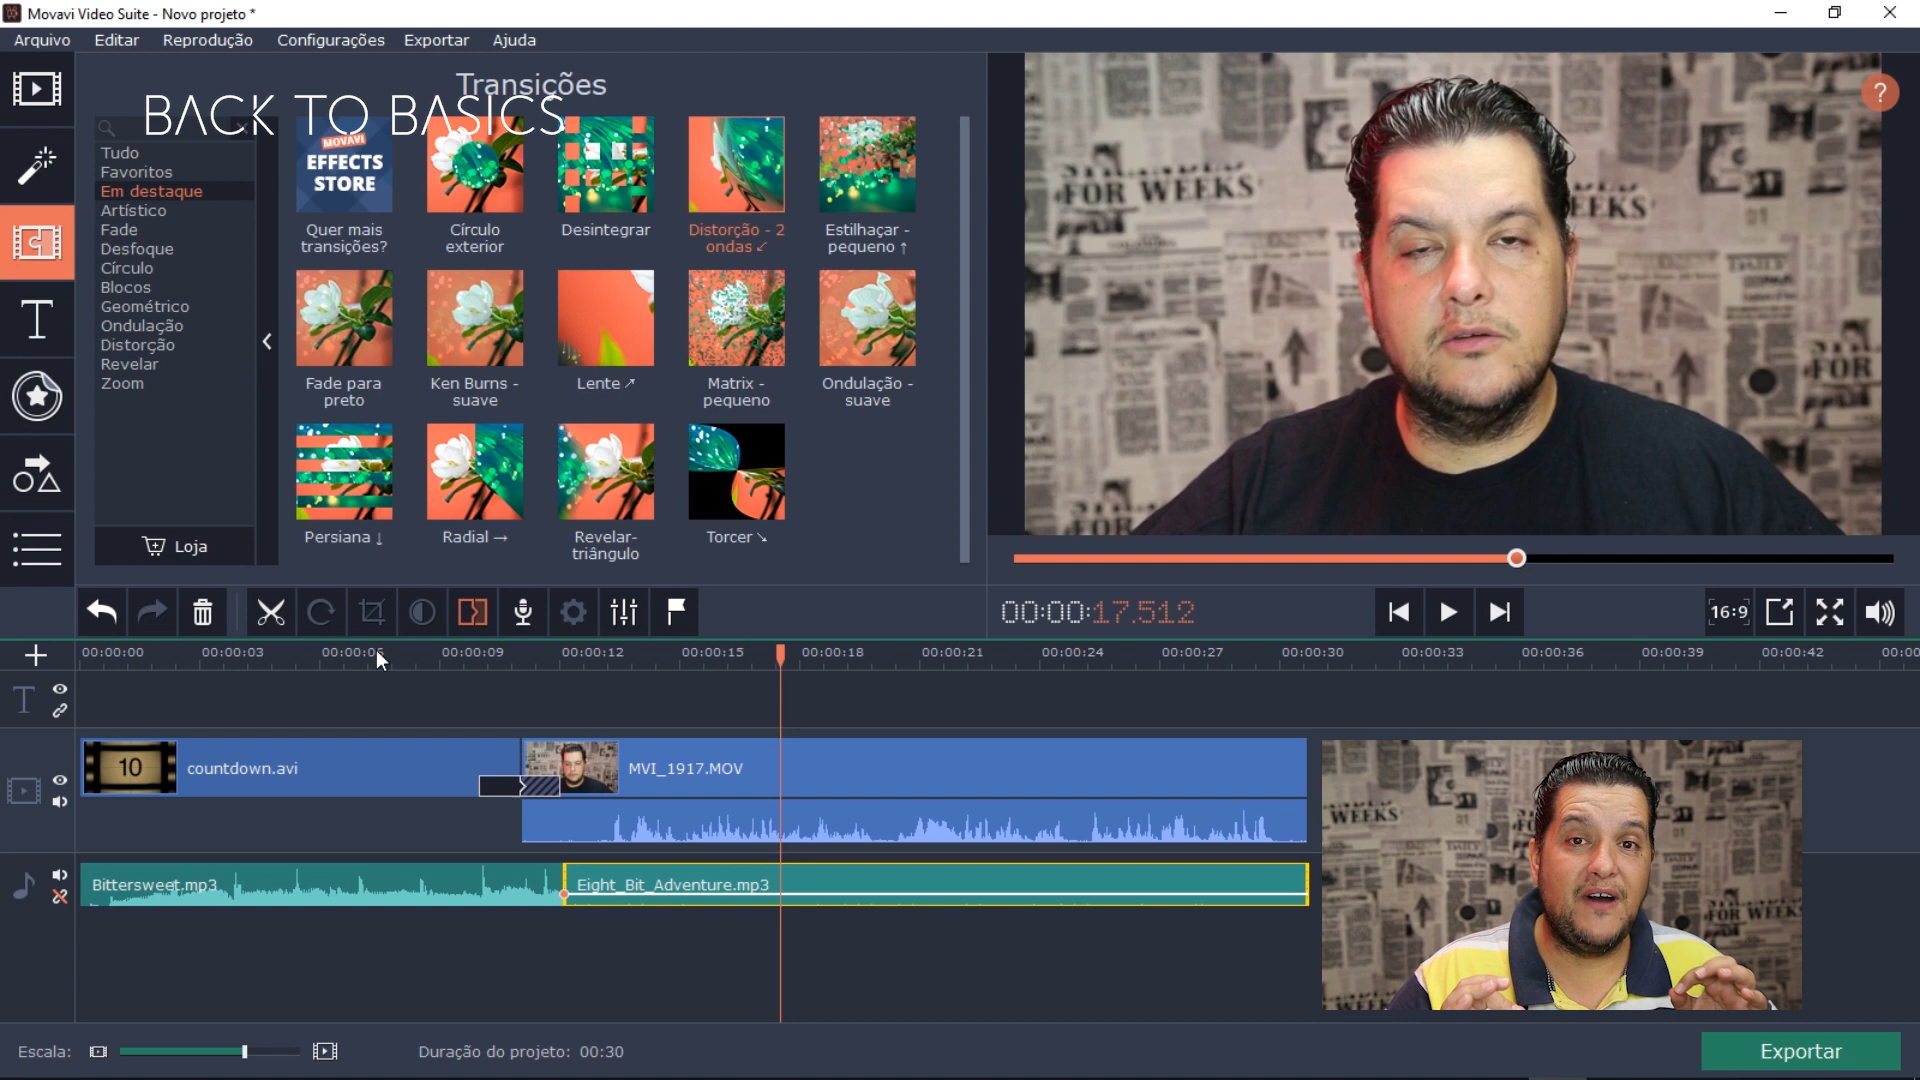 Movavi Video Suite - Novo projeto *
Arquivo Editar Reprodução Configurações Exportar Ajuda
Transições
BACK TO BASICS
Tudo
Favoritos
Em destaque
Artístico
Fade
Desfoque
Círculo
Blocos
Geométrico
Ondulação
Distorção
Revelar
Zoom
Loja
MOVAVI
EFFECTS
STORE
Quer mais
transições?
Círculo
exterior
Desintegrar
Distorção - 2
ondas ↙
Estilhaçar -
pequeno ↑
Fade para
preto
Ken Burns -
suave
Lente ↗
Matrix -
pequeno
Ondulação -
suave
Persiana ↓
Radial →
Revelar-
triângulo
Torcer ↘
FOR WEEKS
EEKS
FOR
FOR
?
00:00:17.512
16:9
00:00:00 00:00:03 00:00:06 00:00:09 00:00:12 00:00:15 00:00:18 00:00:21 00:00:24 00:00:27 00:00:30 00:00:33 00:00:36 00:00:39 00:00:42 00:00
T
10
countdown.avi
MVI_1917.MOV
Bittersweet.mp3
Eight_Bit_Adventure.mp3
WEEKS
FOR WEEKS
Escala:
Duração do projeto: 00:30
Exportar